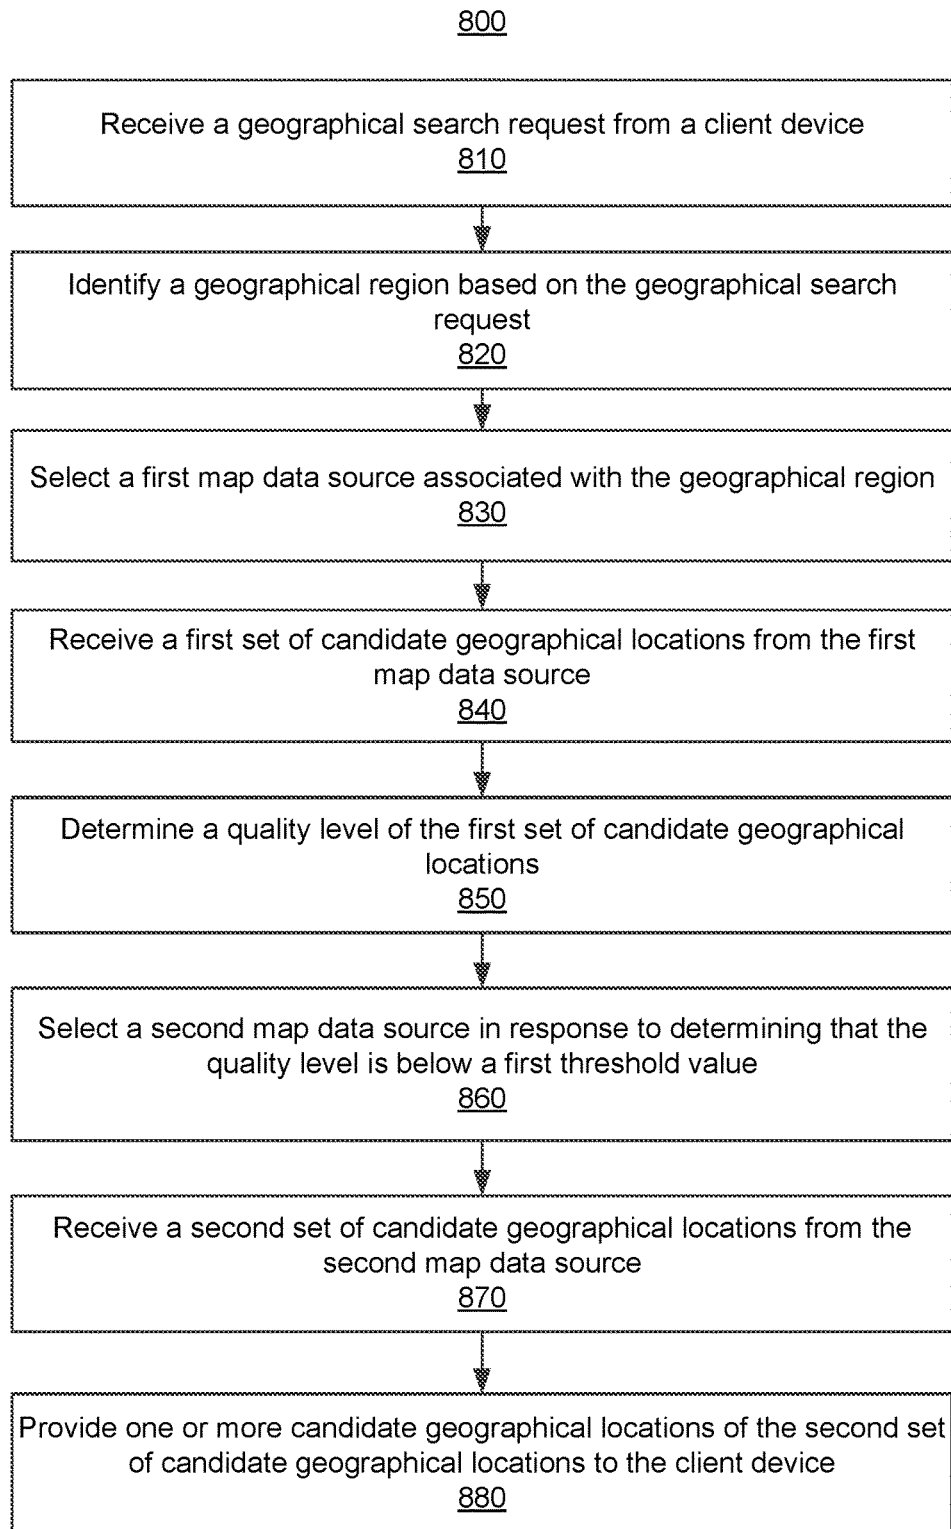 800
Receive a geographical search request from a client device
810
Identify a geographical region based on the geographical search
request
820
Select a first map data source associated with the geographical region
830
Receive a first set of candidate geographical locations from the first
map data source
840
Determine a quality level of the first set of candidate geographical
locations
850
Select a second map data source in response to determining that the
quality level is below a first threshold value
860
Receive a second set of candidate geographical locations from the
second map data source
870
Provide one or more candidate geographical locations of the second set
of candidate geographical locations to the client device
880